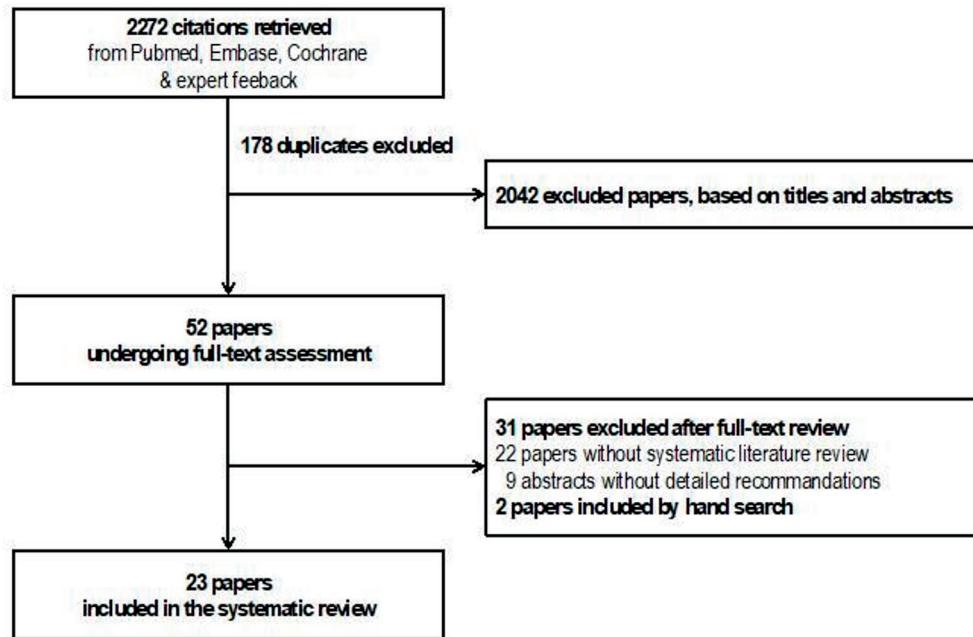 2272 citations retrieved
from Pubmed, Embase, Cochrane
& expert feeback
178 duplicates excluded
2042 excluded papers, based on titles and abstracts
52 papers
undergoing full-text assessment
31 papers excluded after full-text review
22 papers without systematic literature review
9 abstracts without detailed recommandations
2 papers included by hand search
23 papers
included in the systematic review